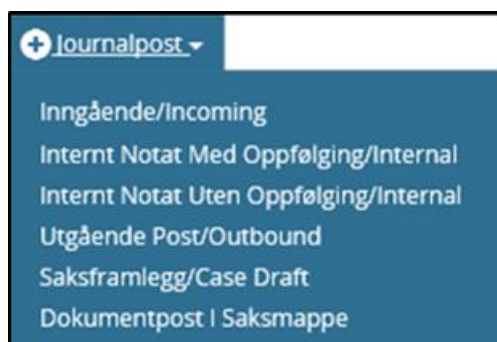 Journalpost
Inngående/Incoming
Internt Notat Med Oppfølging/Internal
Internt Notat Uten Oppfølging/Internal
Utgående Post/Outbound
Saksframlegg/Case Draft
Dokumentpost I Saksmappe